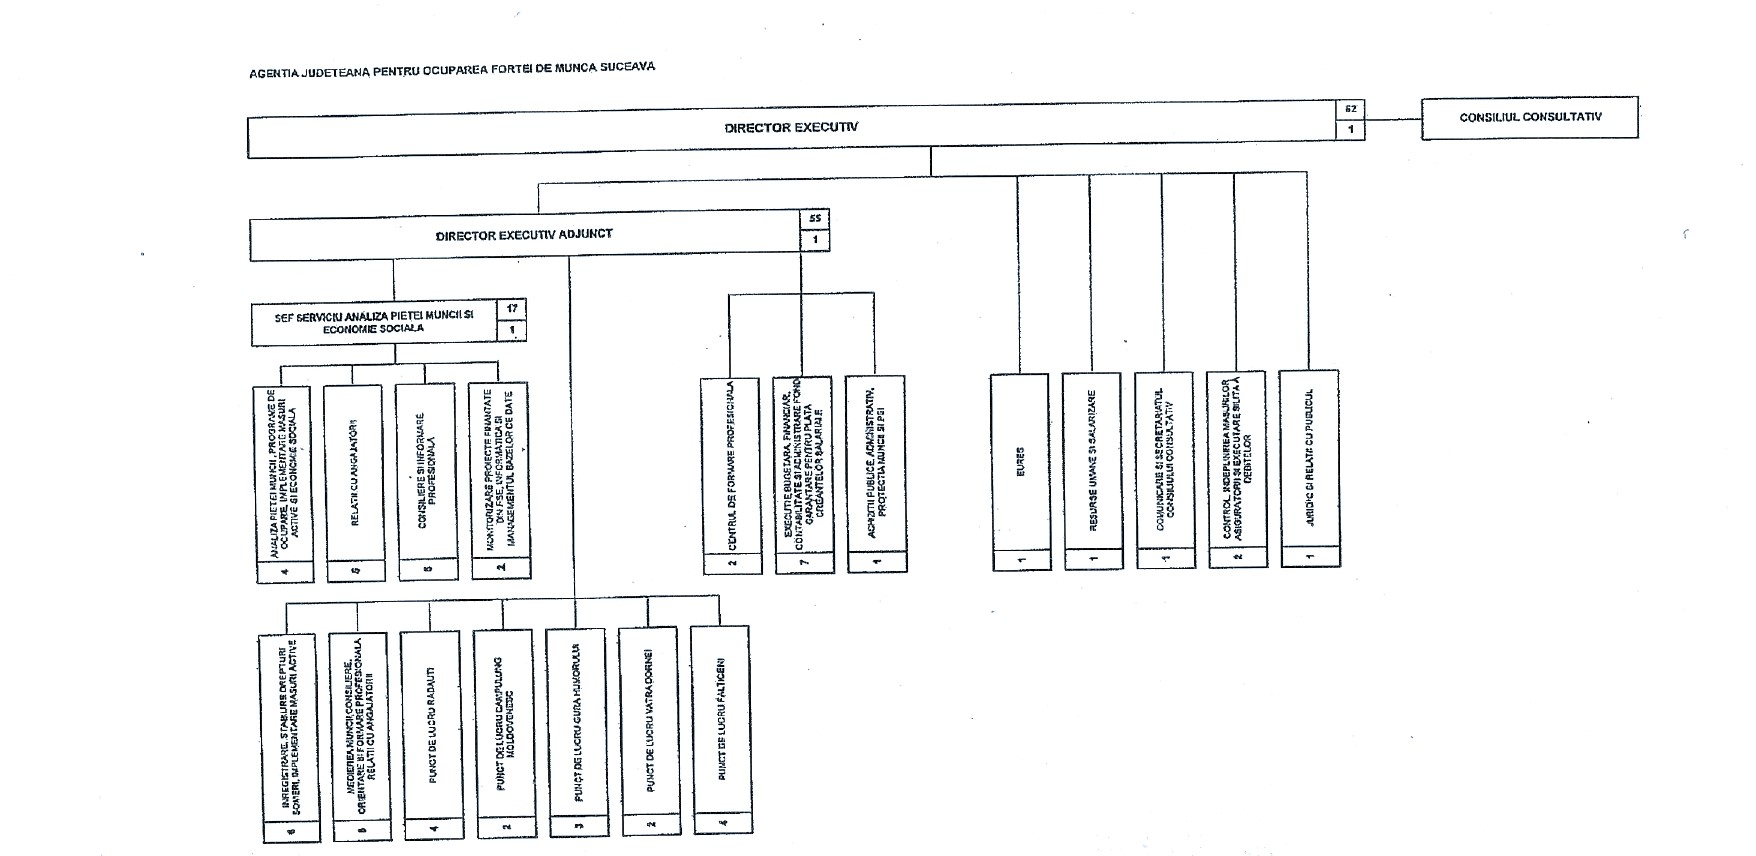 AGENTIA JUDETEANA PENTRU OCUPAREA FORTEI DE MUNCA SUCEAVA
DIRECTOR EXECUTIV
62
1
CONSILIUL CONSULTATIV
DIRECTOR EXECUTIV ADJUNCT
55
1
SEF SERVICIU ANALIZA PIETEI MUNCII SI
ECONOMIE SOCIALA
17
1
ANALIZA PIETEI MUNCII, PROGRAME DE
OCUPARE, IMPLEMENTARE MASURI
ACTIVE SI ECONOMIE SOCIALA
4
RELATII CU ANGAJATORII
5
CONSILIERE SI INFORMARE
PROFESIONALA
5
MONITORIZARE PROIECTE FINANTATE
DIN FSE, INFORMATICA SI
MANAGEMENTUL BAZELOR DE DATE
2
CENTRUL DE FORMARE PROFESIONALA
2
EXECUTIE BUGETARA, FINANCIAR,
CONTABILITATE SI ADMINISTRARE FOND
GARANTARE PENTRU PLATA
CREANTELOR SALARIALE
7
ACHIZITII PUBLICE, ADMINISTRATIV,
PROTECTIA MUNCII SI PSI
1
EURES
1
RESURSE UMANE SI SALARIZARE
1
COMUNICARE SI SECRETARIATUL
CONSILIULUI CONSULTATIV
1
CONTROL, INDEPLINIREA MASURILOR
ASIGURATORII SI EXECUTARE SILITA A
DEBITELOR
2
JURIDIC SI RELATII CU PUBLICUL
1
INREGISTRARE, STABILIRE DREPTURI
SOMERI, IMPLEMENTARE MASURI ACTIVE
6
MEDIEREA MUNCII, CONSILIERE,
ORIENTARE SI FORMARE PROFESIONALA
RELATII CU ANGAJATORII
5
PUNCT DE LUCRU RADAUTI
4
PUNCT DE LUCRU CAMPULUNG
MOLDOVENESC
2
PUNCT DE LUCRU GURA HUMORULUI
3
PUNCT DE LUCRU VATRA DORNEI
2
PUNCT DE LUCRU FALTICENI
4